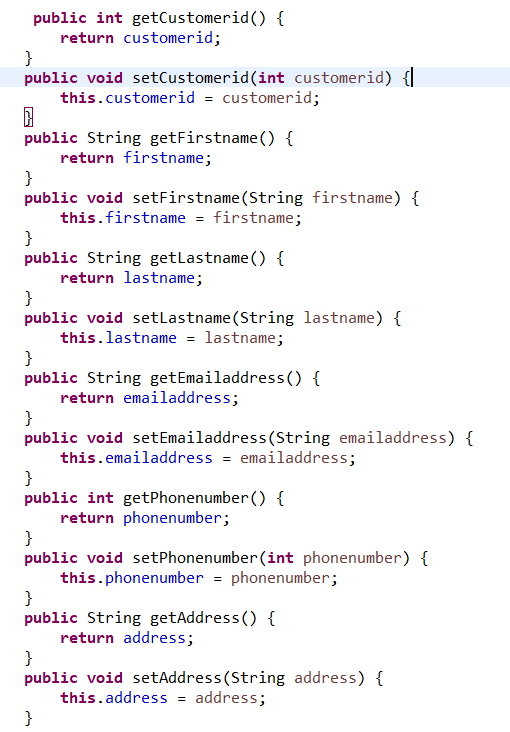 public int getCustomerid() {
return customerid;
}
public void setCustomerid(int customerid) {
this.customerid = customerid;
}
public String getFirstname() {
return firstname;
}
public void setFirstname(String firstname) {
this.firstname = firstname;
}
public String getLastname() {
return lastname;
}
public void setLastname(String lastname) {
this.lastname = lastname;
}
public String getEmailaddress() {
return emailaddress;
}
public void setEmailaddress(String emailaddress) {
this.emailaddress = emailaddress;
}
public int getPhonenumber() {
return phonenumber;
}
public void setPhonenumber(int phonenumber) {
this.phonenumber = phonenumber;
}
public String getAddress() {
return address;
}
public void setAddress(String address) {
this.address = address;
}